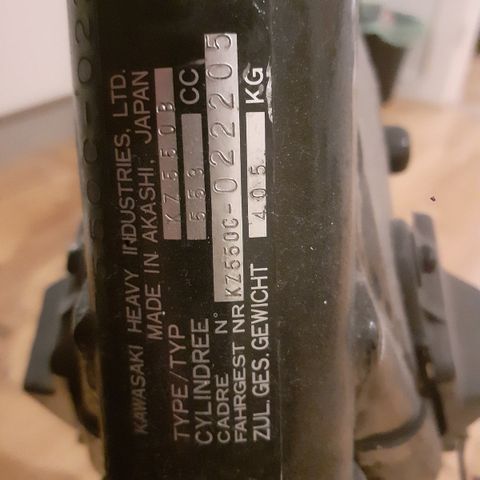 KAWASAKI HEAVY INDUSTRIES, LTD.
MADE IN AKASHI, JAPAN
TYPE/TYP KZ550B
CYLINDREE 553 CC
CADRE N°
FAHRGEST NR KZ550C-022205
ZUL. GES. GEWICHT 405 KG